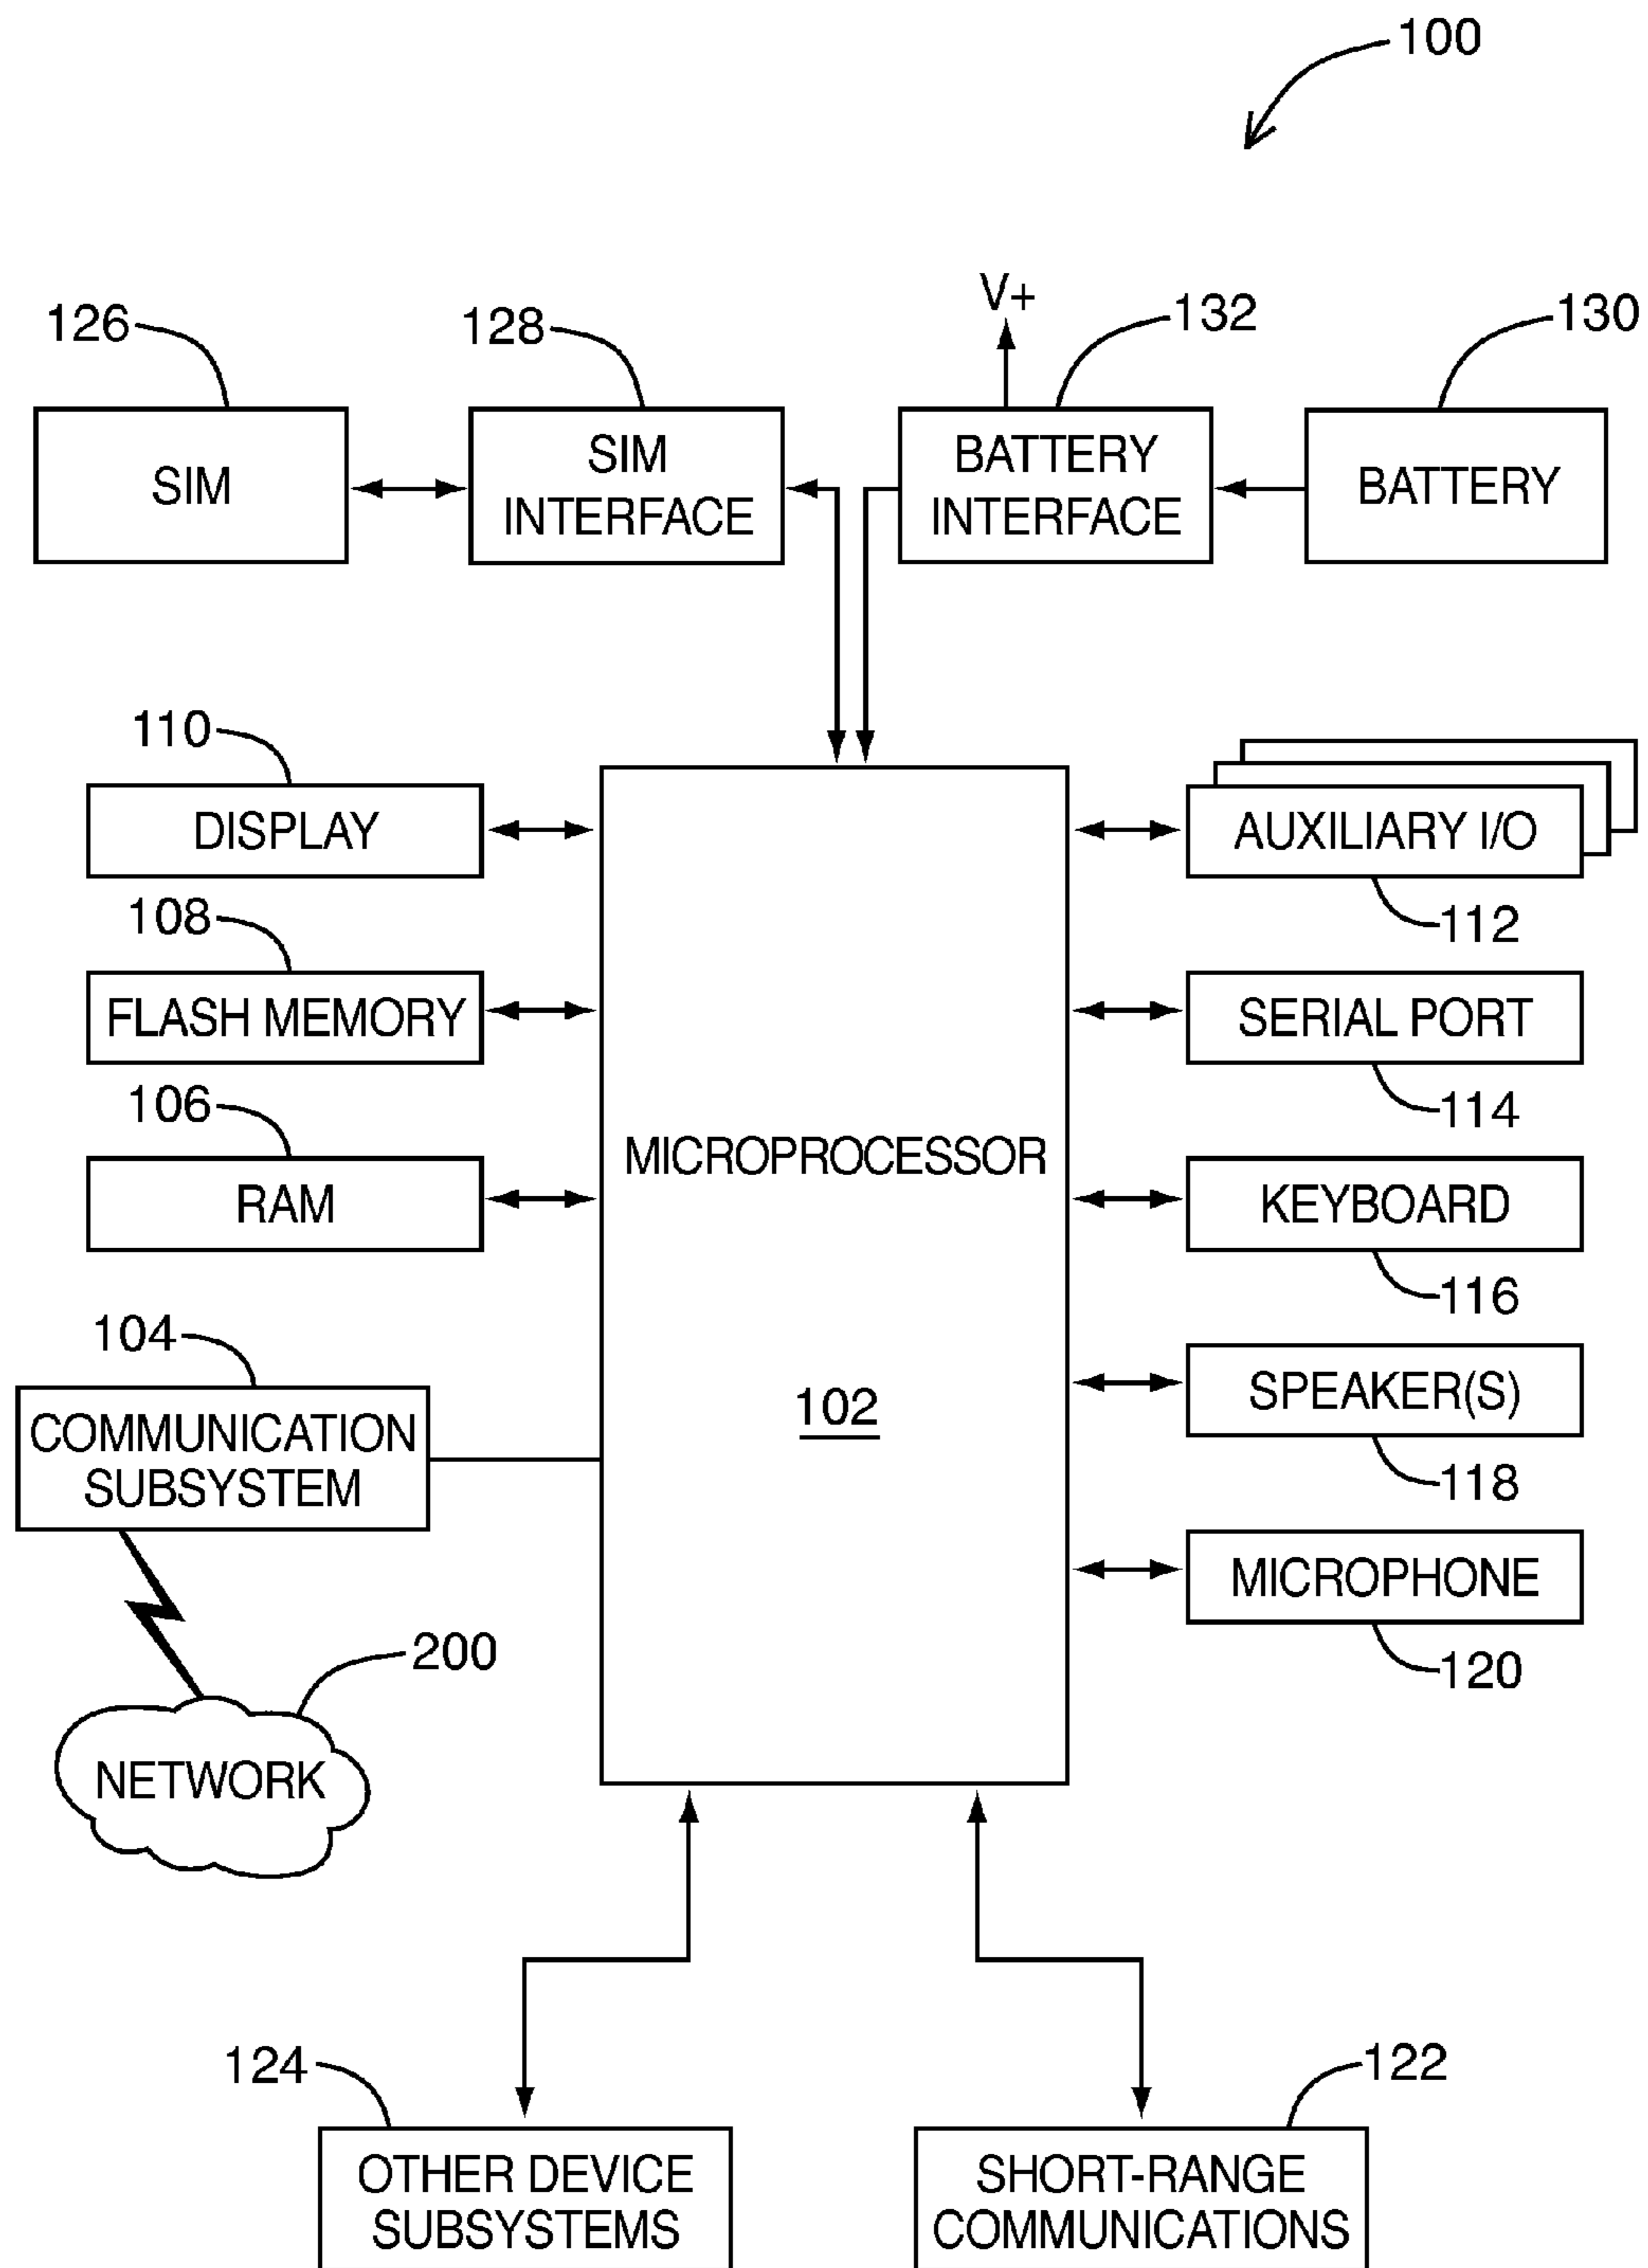 100
V+
126
128
132
130
SIM
SIM
INTERFACE
BATTERY
INTERFACE
BATTERY
110
DISPLAY
AUXILIARY I/O
112
108
FLASH MEMORY
SERIAL PORT
114
106
RAM
MICROPROCESSOR
102
KEYBOARD
116
104
COMMUNICATION
SUBSYSTEM
SPEAKER(S)
118
MICROPHONE
120
200
NETWORK
124
OTHER DEVICE
SUBSYSTEMS
122
SHORT-RANGE
COMMUNICATIONS